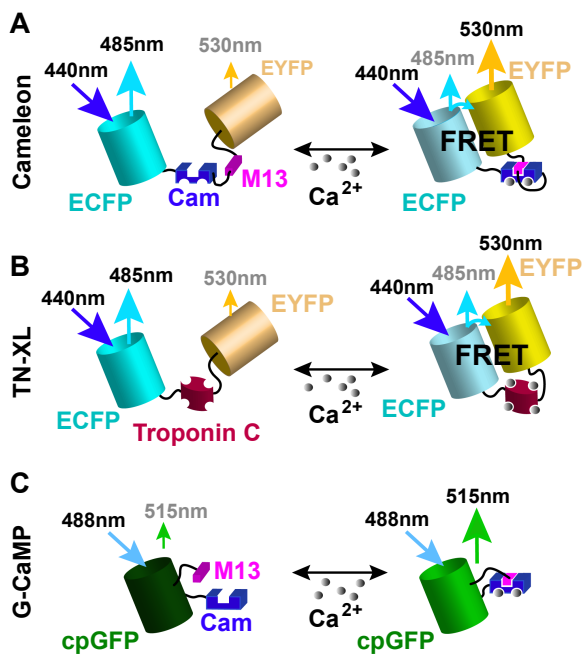 A
Cameleon
485nm
440nm
530nm
EYFP
ECFP
Cam
M13
Ca2+
530nm
485nm
440nm
EYFP
FRET
ECFP
B
TN-XL
485nm
440nm
530nm
EYFP
ECFP
Troponin C
Ca2+
530nm
485nm
EYFP
440nm
FRET
ECFP
C
G-CaMP
515nm
488nm
M13
Cam
cpGFP
Ca2+
515nm
488nm
cpGFP